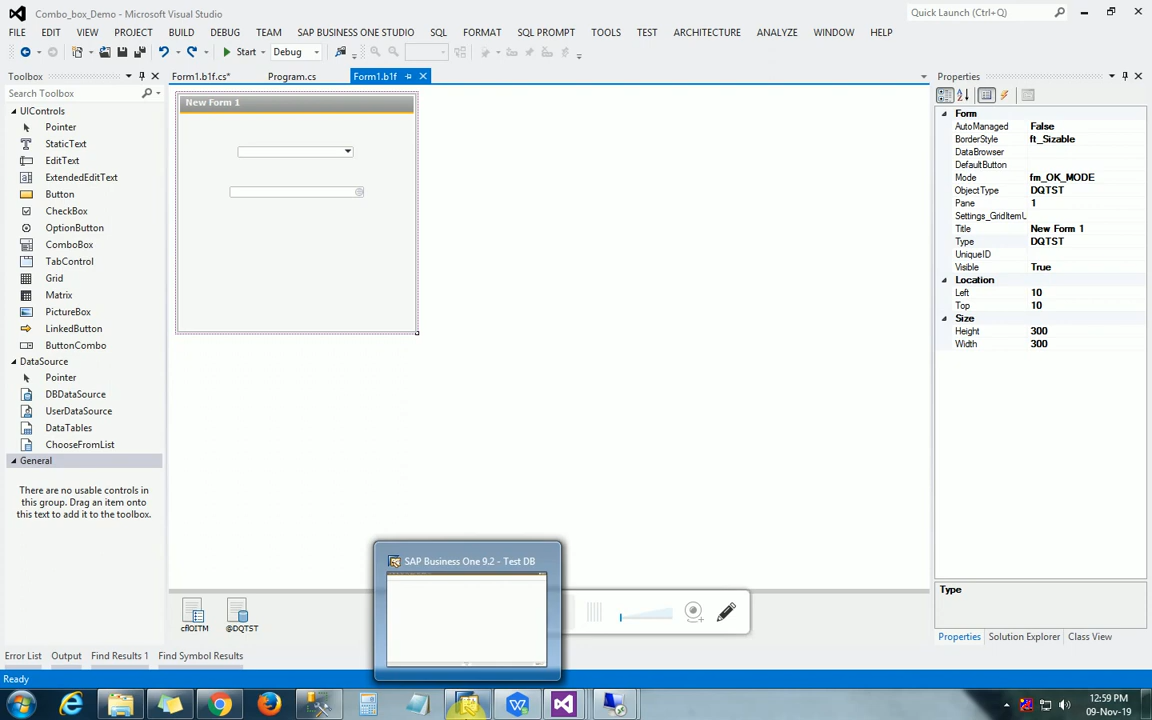 Combo_box_Demo - Microsoft Visual Studio
Quick Launch (Ctrl+Q)
FILE EDIT VIEW PROJECT BUILD DEBUG TEAM SAP BUSINESS ONE STUDIO SQL FORMAT SQL PROMPT TOOLS TEST ARCHITECTURE ANALYZE WINDOW HELP
Start Debug
Toolbox
Search Toolbox
UIControls
Pointer
StaticText
EditText
ExtendedEditText
Button
CheckBox
OptionButton
ComboBox
TabControl
Grid
Matrix
PictureBox
LinkedButton
ButtonCombo
DataSource
Pointer
DBDataSource
UserDataSource
DataTables
ChooseFromList
General
There are no usable controls in
this group. Drag an item onto
this text to add it to the toolbox.
Form1.b1f.cs* Program.cs Form1.b1f
New Form 1
cflOITM @DQTST
SAP Business One 9.2 - Test DB
Properties
Form
AutoManaged False
BorderStyle ft_Sizable
DataBrowser
DefaultButton
Mode fm_OK_MODE
ObjectType DQTST
Pane 1
Settings_GridItemU
Title New Form 1
Type DQTST
UniqueID
Visible True
Location
Left 10
Top 10
Size
Height 300
Width 300
Type
Properties Solution Explorer Class View
Error List Output Find Results 1 Find Symbol Results
Ready
12:59 PM
09-Nov-19